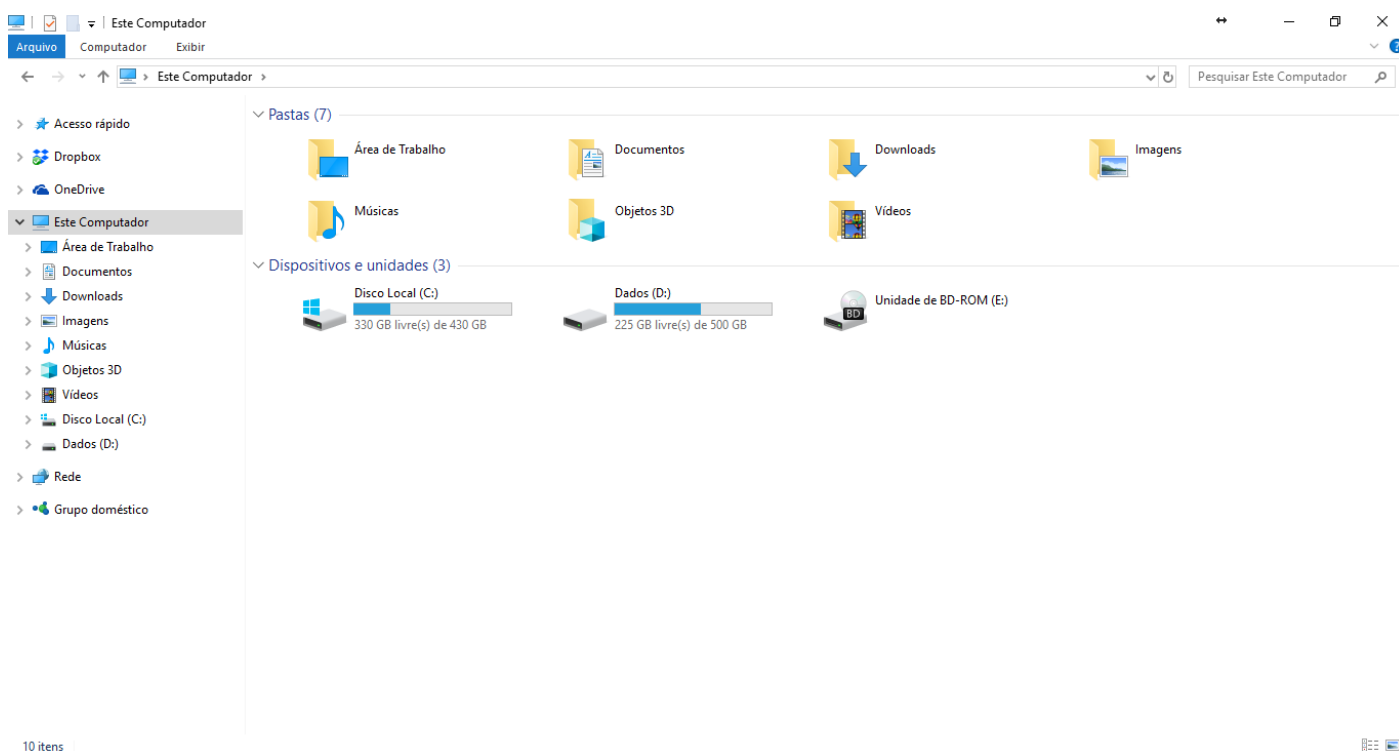 Este Computador
Arquivo Computador Exibir
Este Computador
Pesquisar Este Computador
Acesso rápido
Dropbox
OneDrive
Este Computador
Área de Trabalho
Documentos
Downloads
Imagens
Músicas
Objetos 3D
Vídeos
Disco Local (C:)
Dados (D:)
Rede
Grupo doméstico
Pastas (7)
Área de Trabalho
Documentos
Downloads
Imagens
Músicas
Objetos 3D
Vídeos
Dispositivos e unidades (3)
Disco Local (C:)
330 GB livre(s) de 430 GB
Dados (D:)
225 GB livre(s) de 500 GB
BD
Unidade de BD-ROM (E:)
10 itens